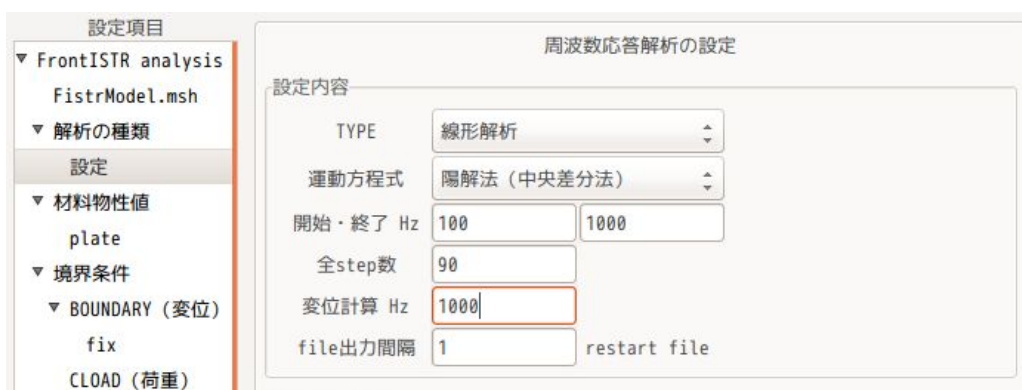 設定項目
▼ FrontISTR analysis
FistrModel.msh
▼ 解析の種類
設定
▼ 材料物性値
plate
▼ 境界条件
▼ BOUNDARY (変位)
fix
CLOAD (荷重)
周波数応答解析の設定
設定内容
TYPE 線形解析
運動方程式 陽解法 (中央差分法)
開始・終了 Hz 100 1000
全step数 90
変位計算 Hz 1000
file出力間隔 1 restart file